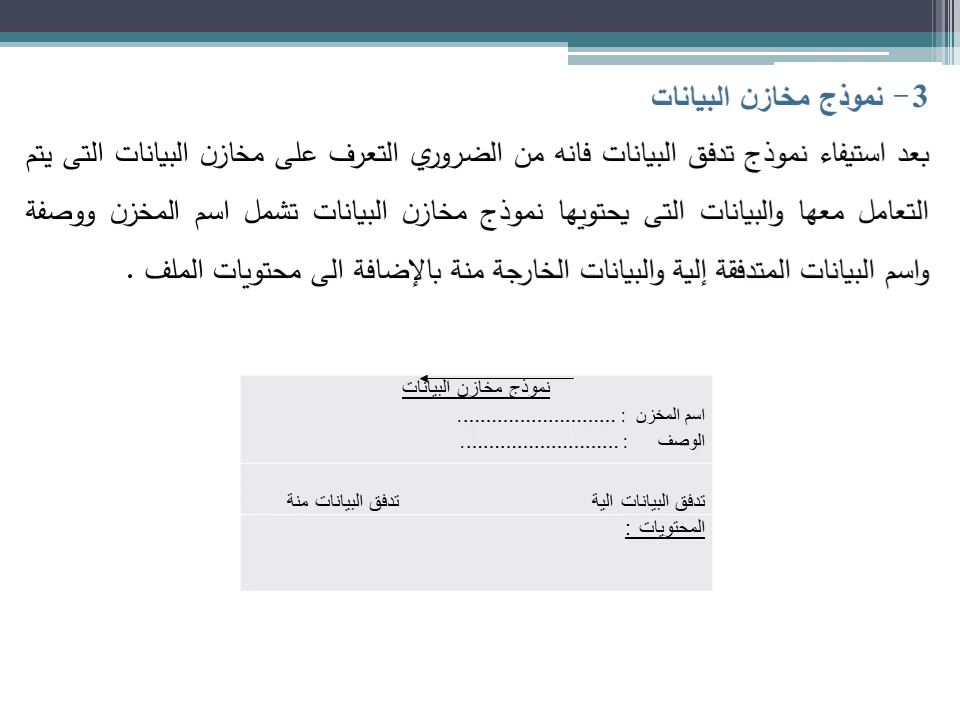 3- نموذج مخازن البيانات
بعد استيفاء نموذج تدفق البيانات فانه من الضروري التعرف على مخازن البيانات التى يتم
التعامل معها والبيانات التى يحتويها نموذج مخازن البيانات تشمل اسم المخزن ووصفة
واسم البيانات المتدفقة إلية والبيانات الخارجة منة بالإضافة الى محتويات الملف .
نموذج مخازن البيانات
اسم المخزن : ............................
الوصف : ............................
تدفق البيانات الية تدفق البيانات منة
المحتويات :